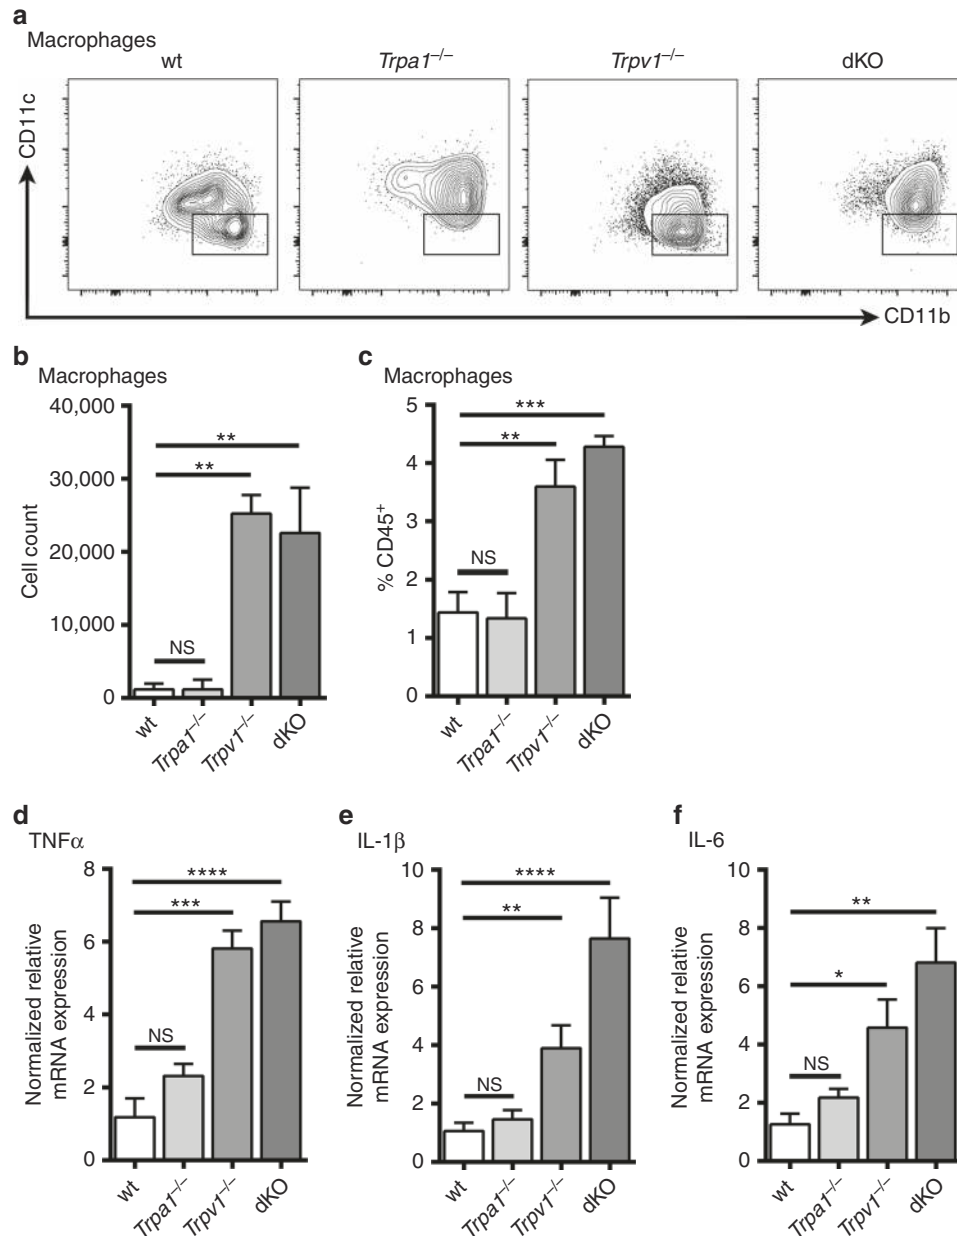 a
Macrophages
wt
Trpa1−/−
Trpv1−/−
dKO
CD11c
CD11b
b
Macrophages
40,000
30,000
20,000
10,000
0
Cell count
**
**
NS
wt
Trpa1−/−
Trpv1−/−
dKO
c
Macrophages
5
4
3
2
1
0
% CD45+
***
**
NS
wt
Trpa1−/−
Trpv1−/−
dKO
d
TNFα
8
6
4
2
0
Normalized relative
mRNA expression
****
***
NS
wt
Trpa1−/−
Trpv1−/−
dKO
e
IL-1β
10
8
6
4
2
0
Normalized relative
mRNA expression
****
**
NS
wt
Trpa1−/−
Trpv1−/−
dKO
f
IL-6
10
8
6
4
2
0
Normalized relative
mRNA expression
**
*
NS
wt
Trpa1−/−
Trpv1−/−
dKO